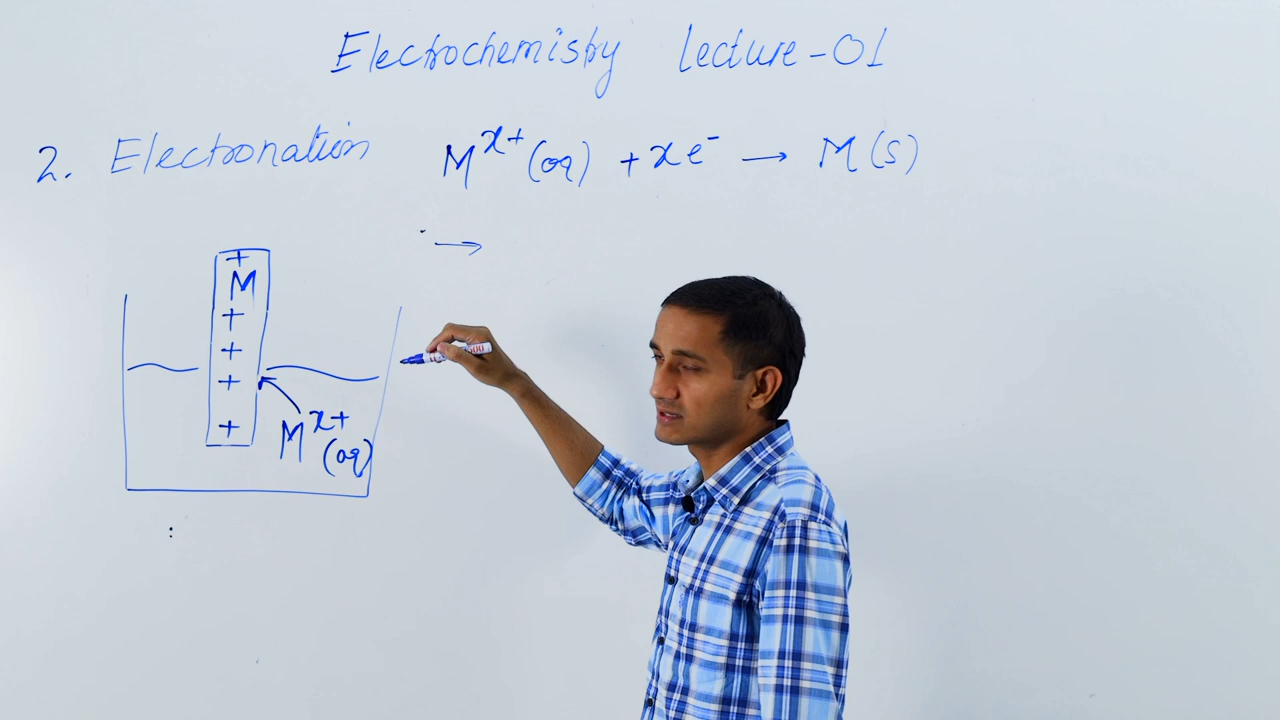 Electrochemistry Lecture-01
2. Electronation M^x+ (aq) + xe^- → M(s)
→
+
M
+
+
+
+
M^x+
(aq)